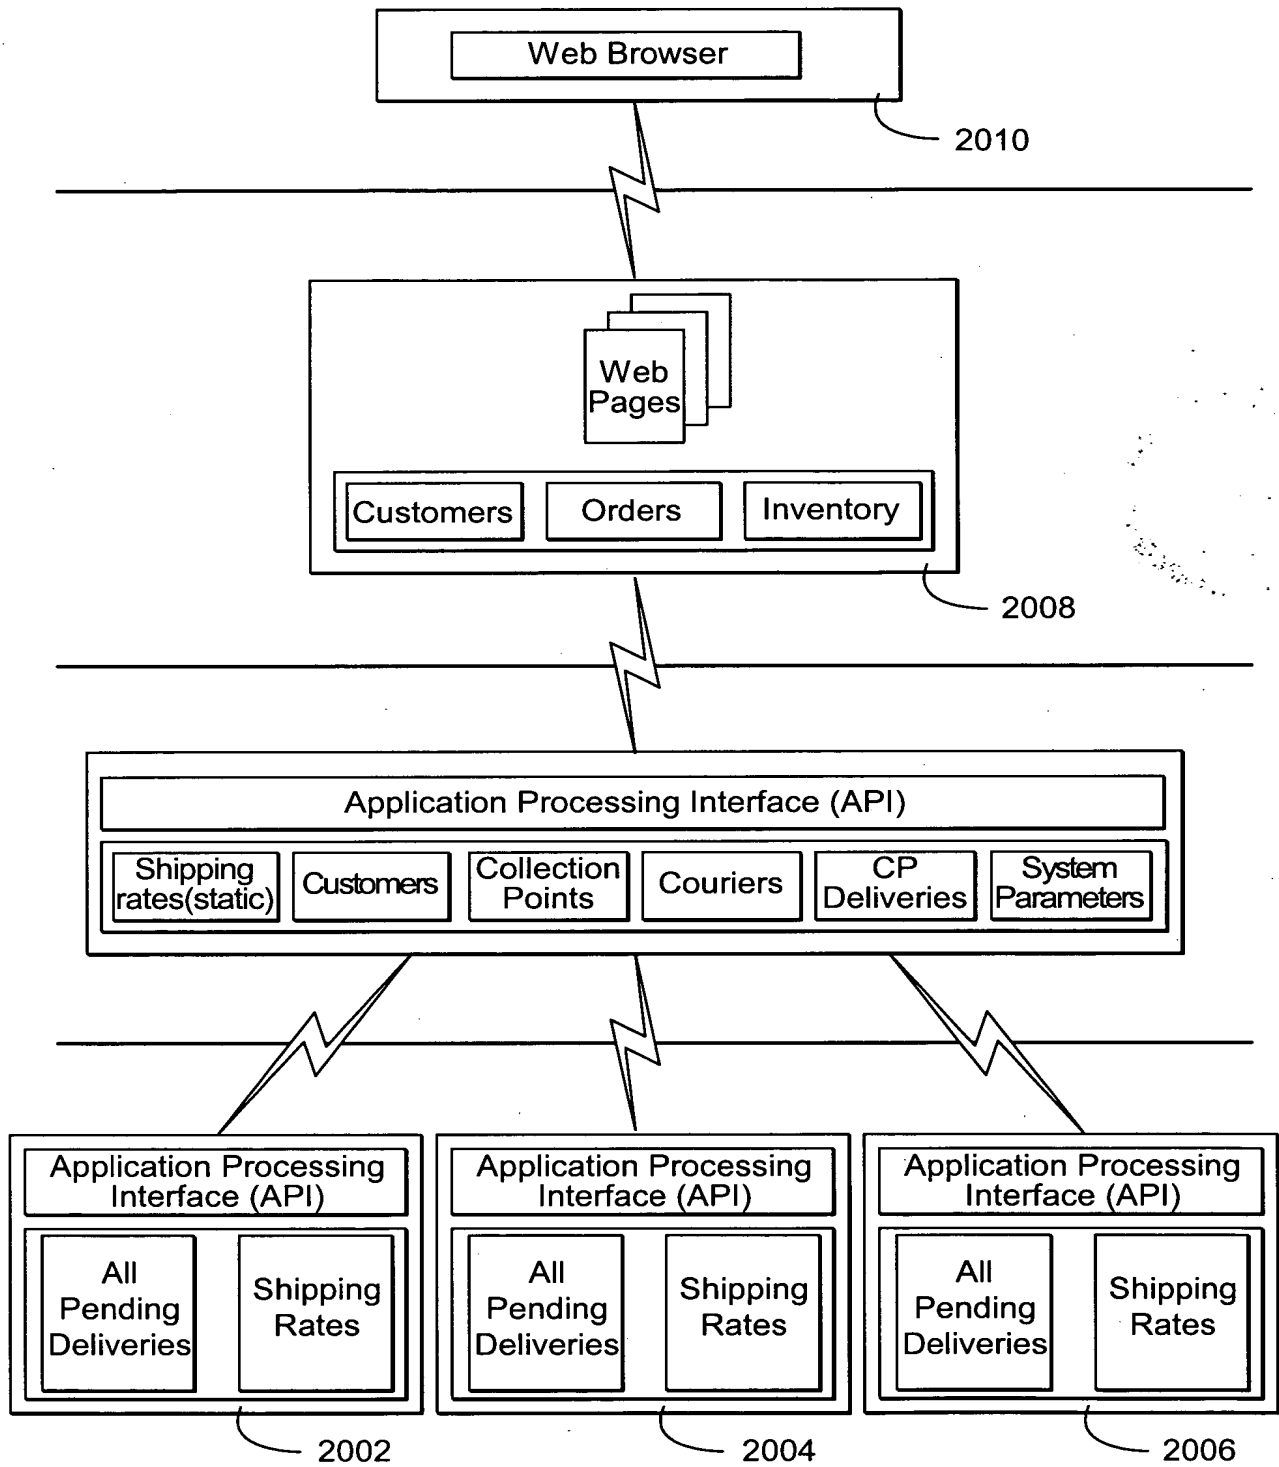 Web Browser
2010
Web
Pages
Customers
Orders
Inventory
2008
Application Processing Interface (API)
Shipping
rates(static)
Customers
Collection
Points
Couriers
CP
Deliveries
System
Parameters
Application Processing
Interface (API)
All
Pending
Deliveries
Shipping
Rates
2002
Application Processing
Interface (API)
All
Pending
Deliveries
Shipping
Rates
2004
Application Processing
Interface (API)
All
Pending
Deliveries
Shipping
Rates
2006